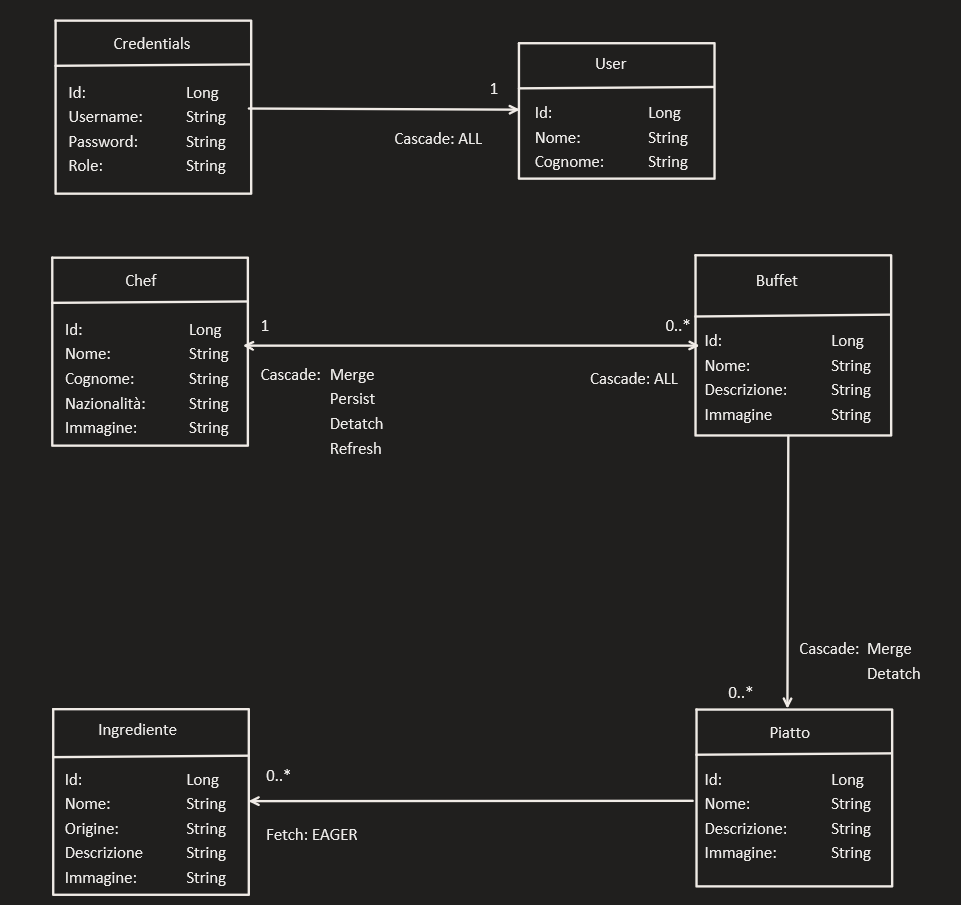 Credentials
Id: Long
Username: String
Password: String
Role: String
1
Cascade: ALL
User
Id: Long
Nome: String
Cognome: String
Chef
Id: Long
Nome: String
Cognome: String
Nazionalità: String
Immagine: String
1
Cascade: Merge
Persist
Detatch
Refresh
0..*
Cascade: ALL
Buffet
Id: Long
Nome: String
Descrizione: String
Immagine String
Cascade: Merge
Detatch
0..*
Ingrediente
Id: Long
Nome: String
Origine: String
Descrizione String
Immagine: String
0..*
Fetch: EAGER
Piatto
Id: Long
Nome: String
Descrizione: String
Immagine: String